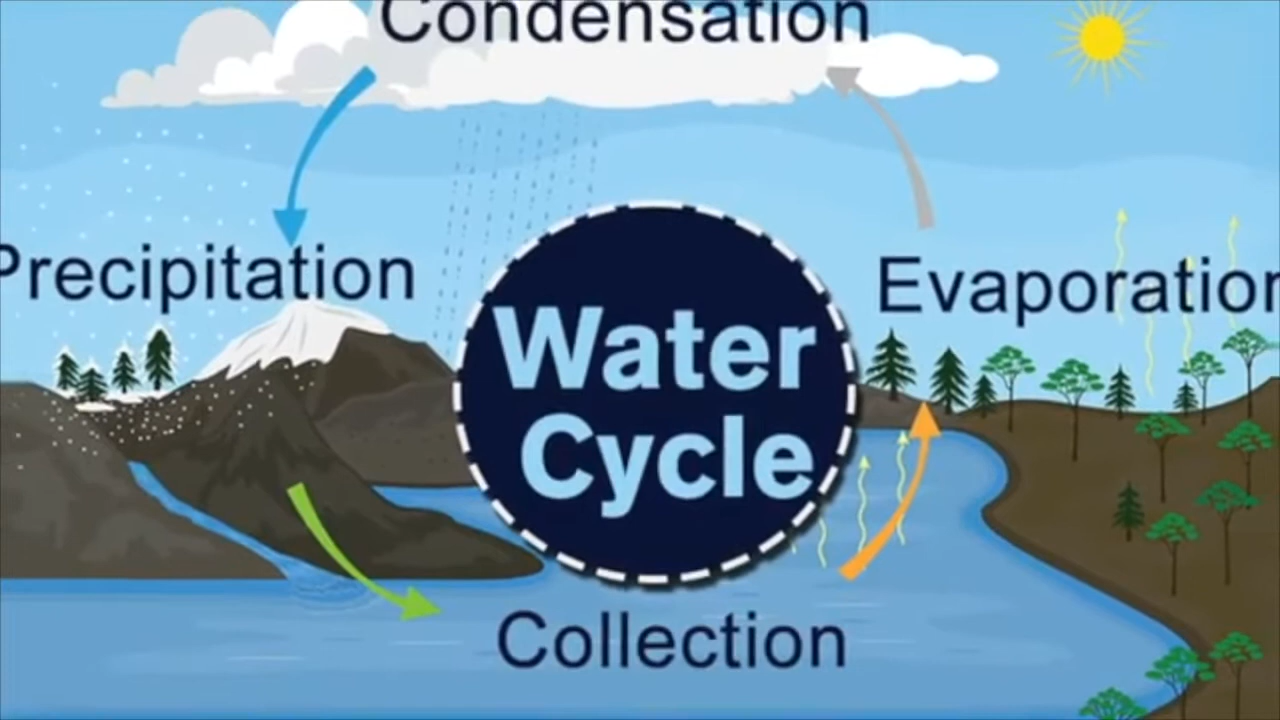 Condensation
Precipitation
Evaporation
Water
Cycle
Collection